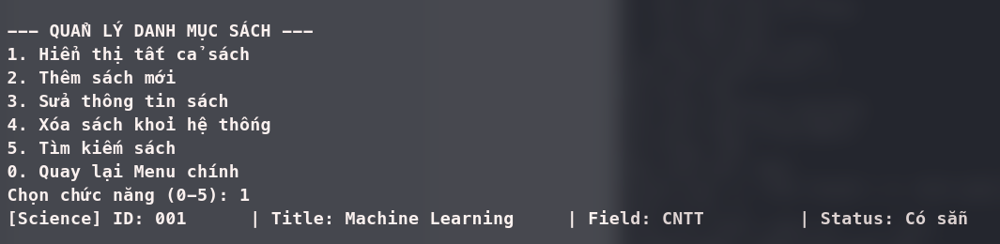 --- QUẢN LÝ DANH MỤC SÁCH ---
1. Hiển thị tất cả sách
2. Thêm sách mới
3. Sửa thông tin sách
4. Xóa sách khỏi hệ thống
5. Tìm kiếm sách
0. Quay lại Menu chính
Chọn chức năng (0-5): 1
[Science] ID: 001      | Title: Machine Learning     | Field: CNTT         | Status: Có sẵn